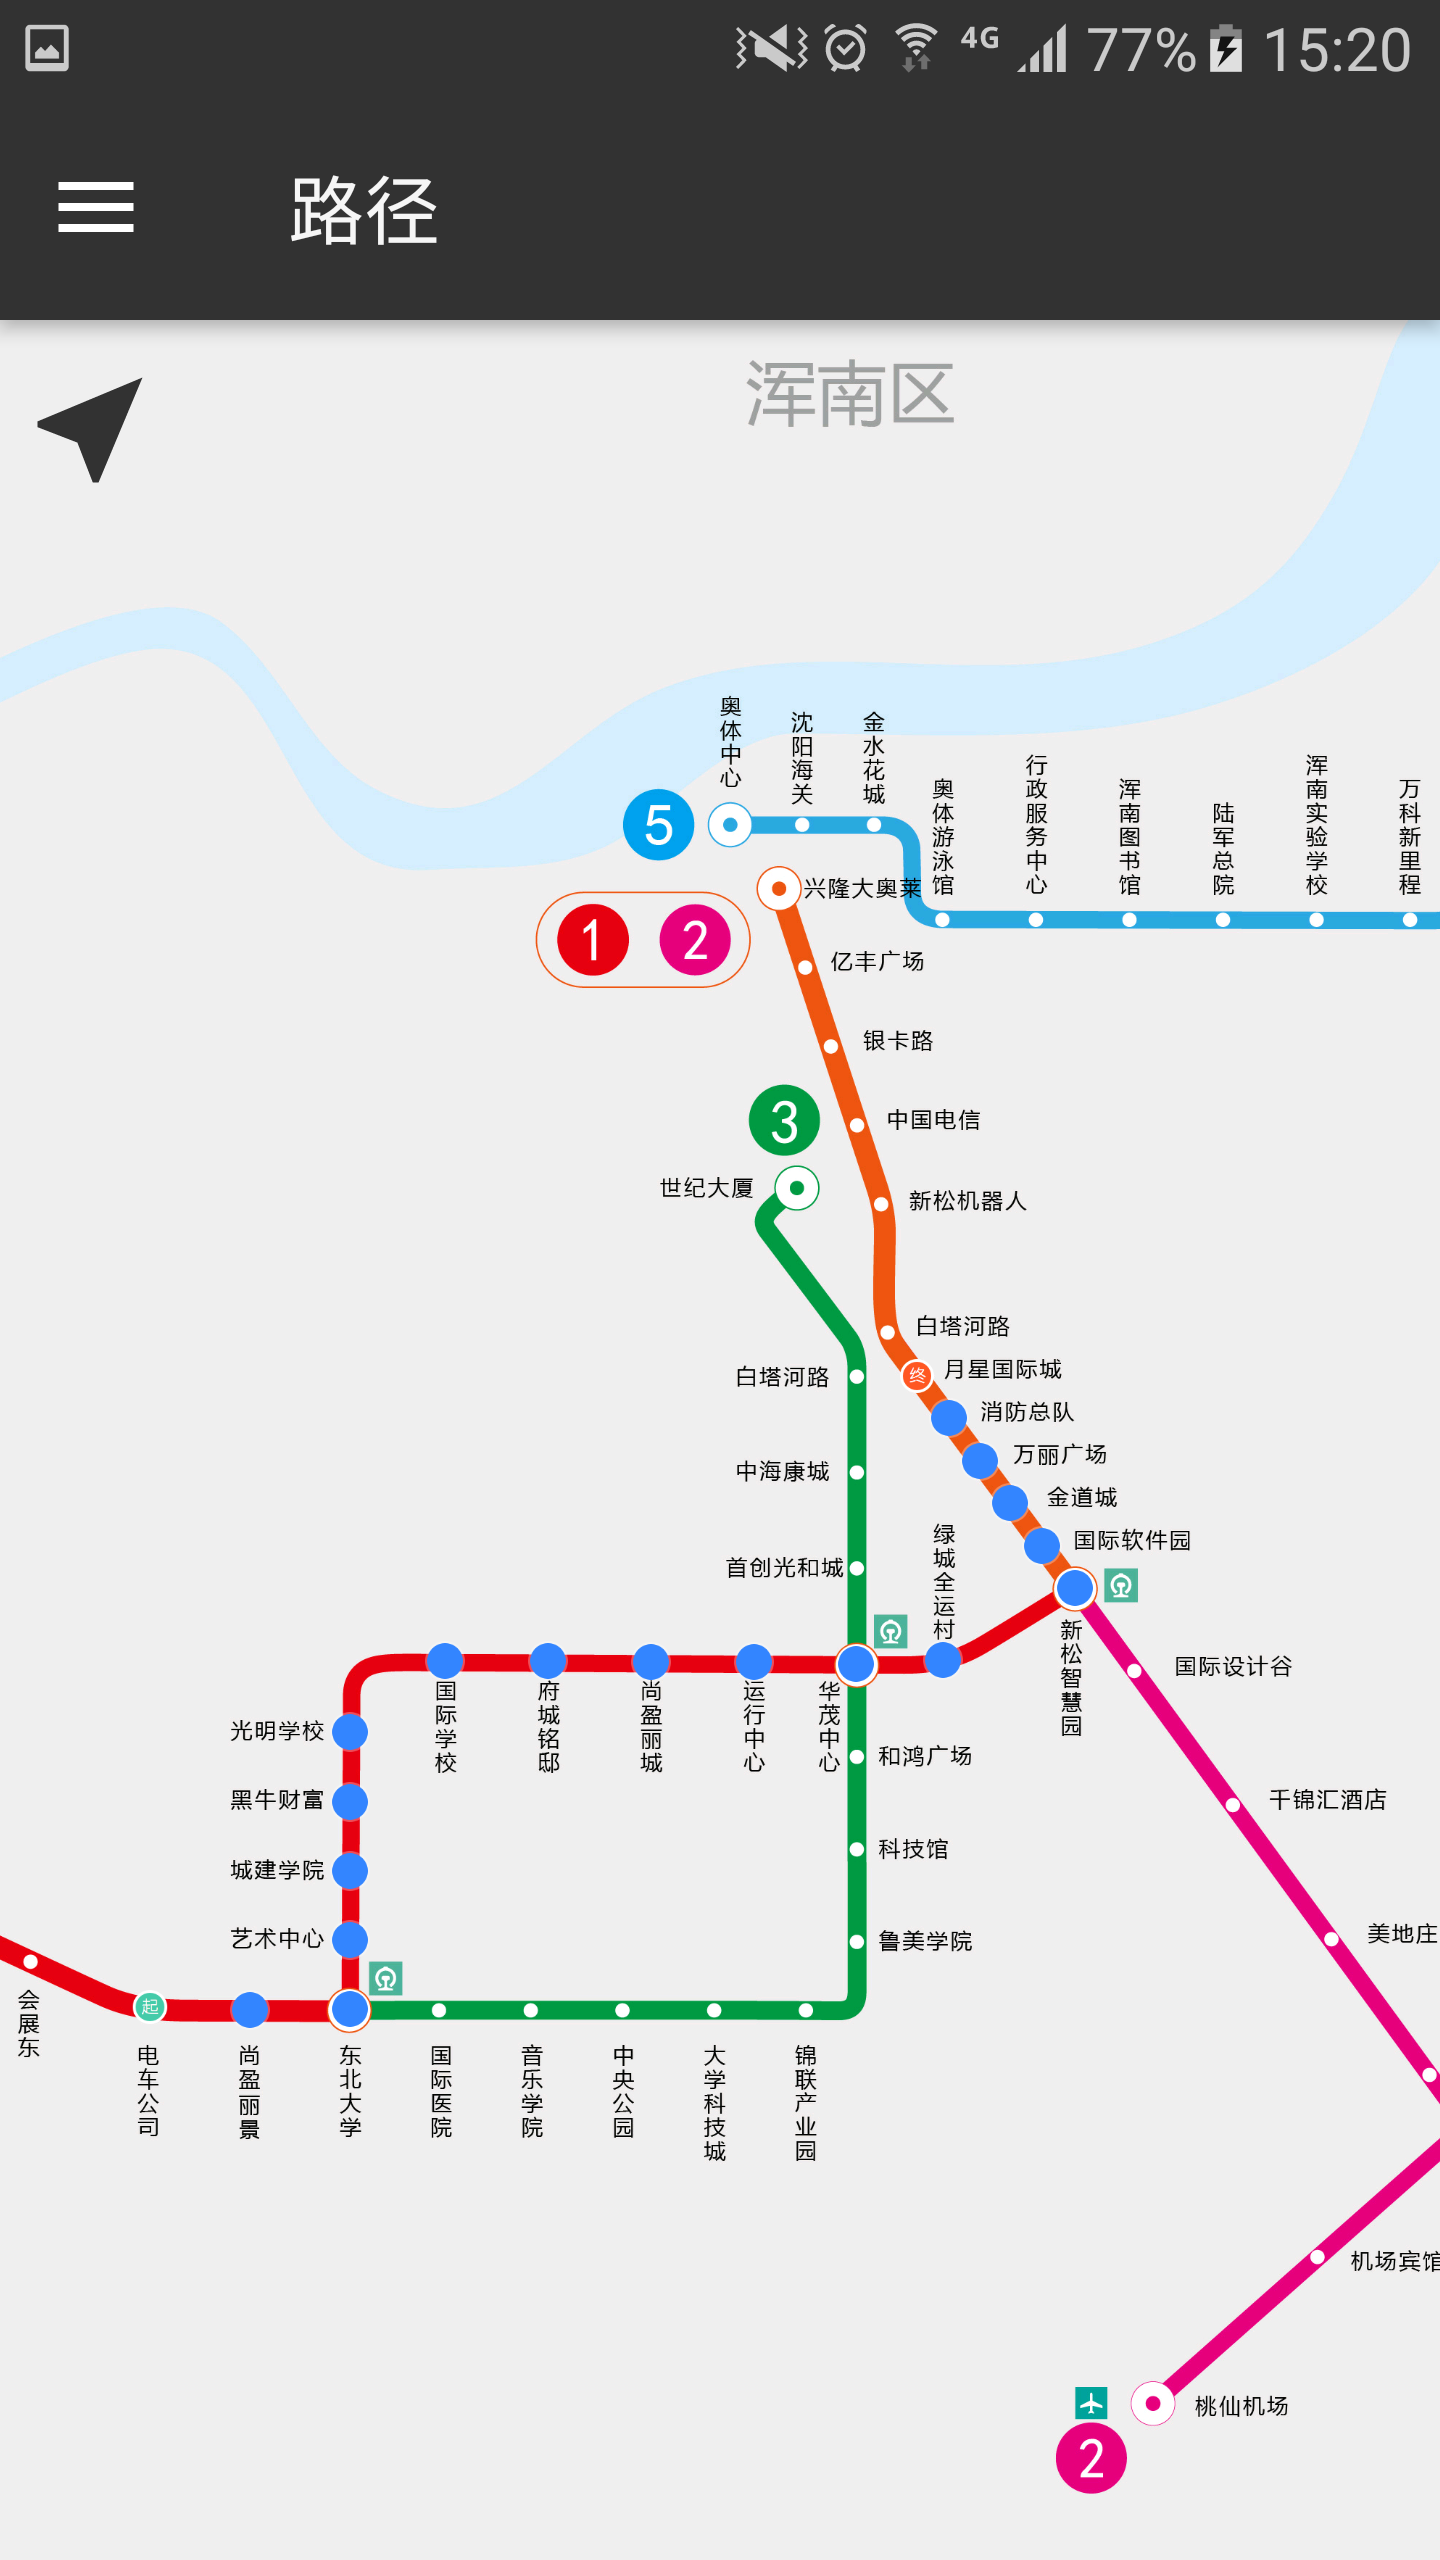 4G 77% 15:20
路径
浑南区
奥体中心
沈阳海关
金水花城
奥体游泳馆
行政服务中心
浑南图书馆
陆军总院
浑南实验学校
万科新里程
5
兴隆大奥莱
1 2
亿丰广场
银卡路
中国电信
3
世纪大厦
新松机器人
白塔河路
终 月星国际城
白塔河路
消防总队
万丽广场
中海康城
金道城
国际软件园
首创光和城
绿城全运村
新松智慧园
国际设计谷
国际学校
府城铭邸
尚盈丽城
运行中心
华茂中心
光明学校
和鸿广场
黑牛财富
千锦汇酒店
科技馆
城建学院
艺术中心
鲁美学院
美地庄
会展东
起
电车公司
尚盈丽景
东北大学
国际医院
音乐学院
中央公园
大学科技城
锦联产业园
机场宾馆
桃仙机场
2